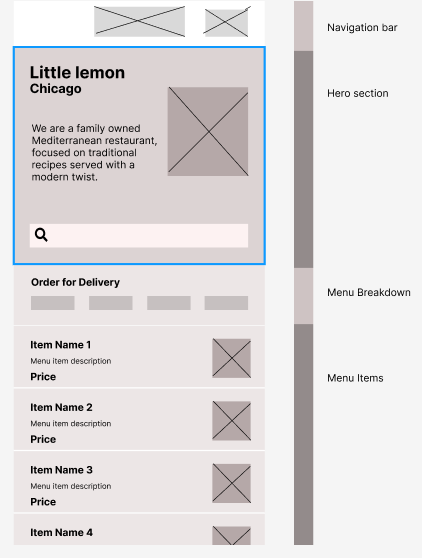 Navigation bar
Little lemon
Chicago
We are a family owned
Mediterranean restaurant,
focused on traditional
recipes served with a
modern twist.
Hero section
Order for Delivery
Menu Breakdown
Item Name 1
Menu item description
Price
Menu Items
Item Name 2
Menu item description
Price
Item Name 3
Menu item description
Price
Item Name 4